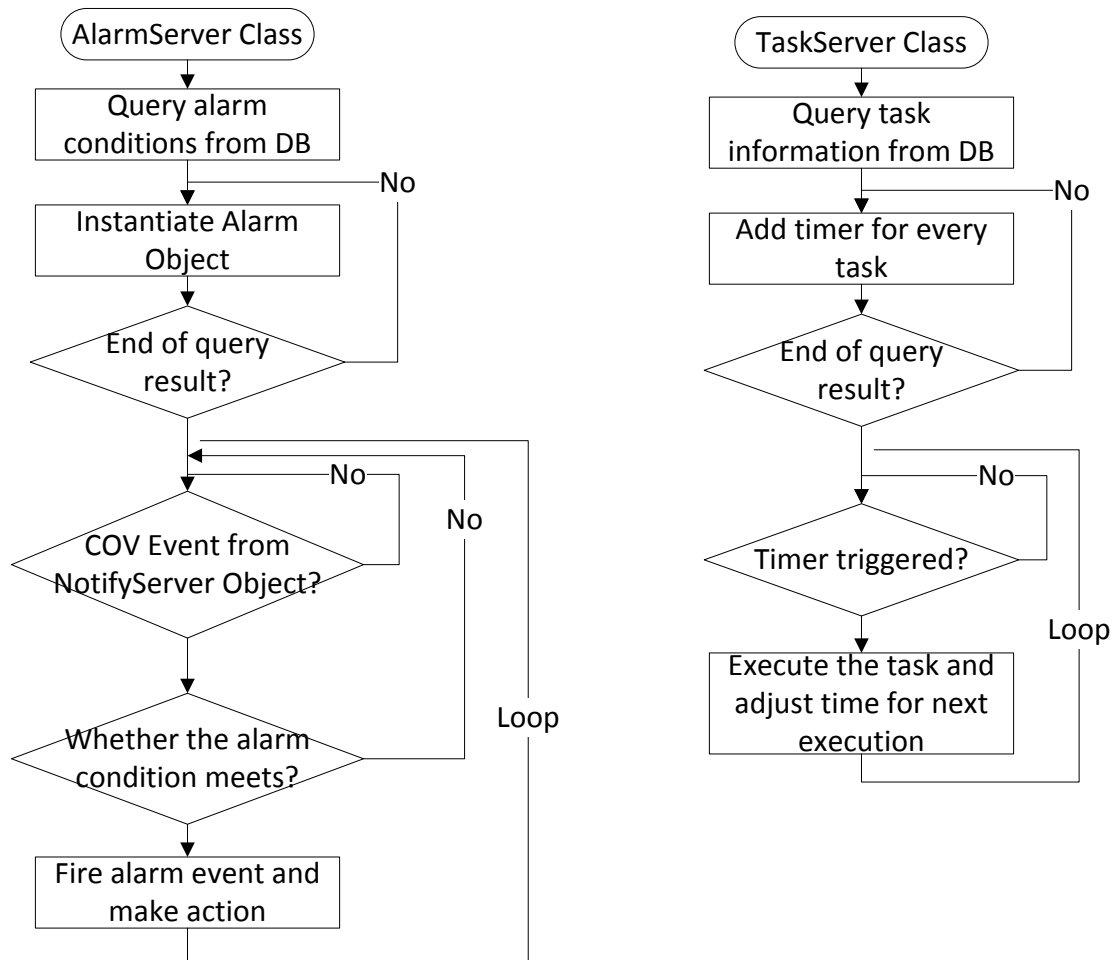 AlarmServer Class
Query alarm
conditions from DB
No
Instantiate Alarm
Object
End of query
result?
No
No
COV Event from
NotifyServer Object?
Loop
Whether the alarm
condition meets?
Fire alarm event and
make action
TaskServer Class
Query task
information from DB
No
Add timer for every
task
End of query
result?
No
Timer triggered?
Loop
Execute the task and
adjust time for next
execution